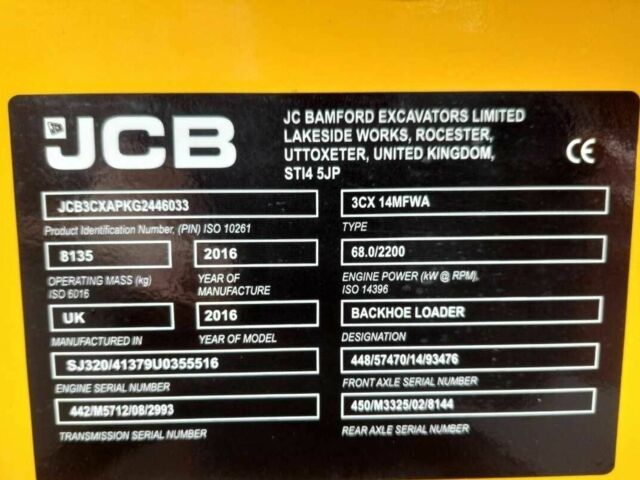 JCB
JC BAMFORD EXCAVATORS LIMITED
LAKESIDE WORKS, ROCESTER,
UTTOXETER, UNITED KINGDOM,
STI4 5JP
CE
JCB3CXAPKG2446033
Product Identification Number, (PIN) ISO 10261
3CX 14MFWA
TYPE
8135
OPERATING MASS (kg)
ISO 6016
2016
YEAR OF
MANUFACTURE
68.0/2200
ENGINE POWER (kW @ RPM),
ISO 14396
UK
MANUFACTURED IN
2016
YEAR OF MODEL
BACKHOE LOADER
DESIGNATION
SJ320/41379U0355516
ENGINE SERIAL NUMBER
448/57470/14/93476
FRONT AXLE SERIAL NUMBER
442/M5712/08/2993
TRANSMISSION SERIAL NUMBER
450/M3325/02/8144
REAR AXLE SERIAL NUMBER